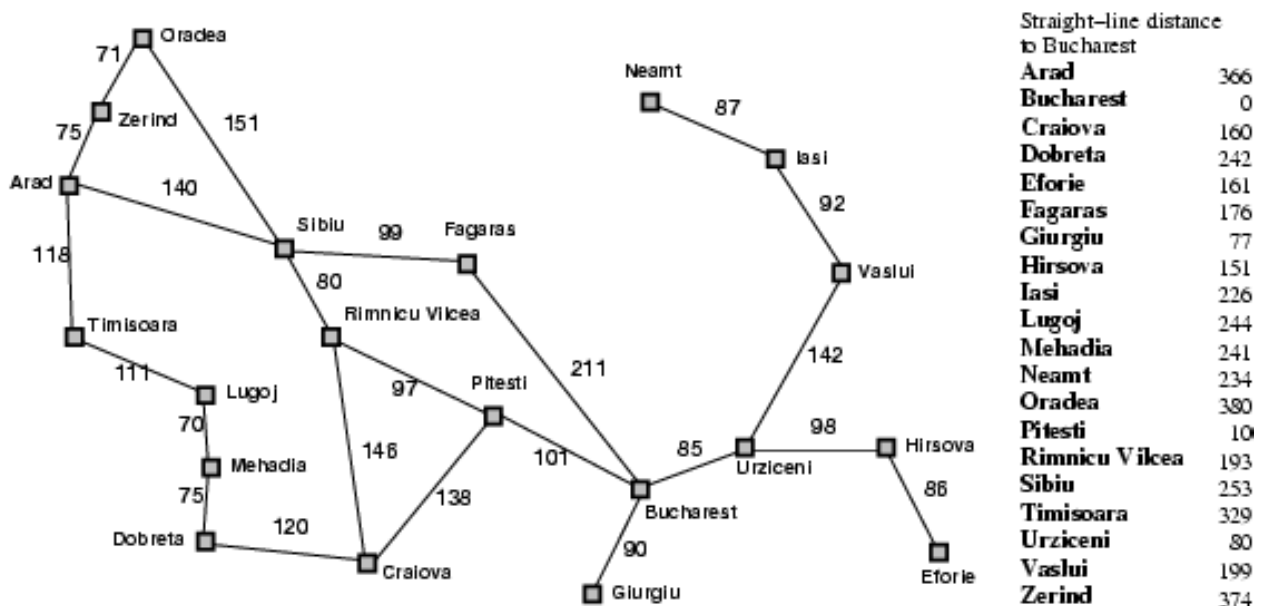 Oradea
71
Neamt
87
Zerind
75
151
Iasi
Arad
140
92
Sibiu
99
Fagaras
118
80
Vaslui
Rimnicu Vilcea
Timisoara
142
111
211
Lugoj
97
Pitesti
70
98
Hirsova
146
85
Urziceni
101
Mehadia
86
138
75
Bucharest
120
Dobreta
90
Craiova
Eforie
Giurgiu
Straight–line distance
to Bucharest
Arad 366
Bucharest 0
Craiova 160
Dobreta 242
Eforie 161
Fagaras 176
Giurgiu 77
Hirsova 151
Iasi 226
Lugoj 244
Mehadia 241
Neamt 234
Oradea 380
Pitesti 10
Rimnicu Vilcea 193
Sibiu 253
Timisoara 329
Urziceni 80
Vaslui 199
Zerind 374